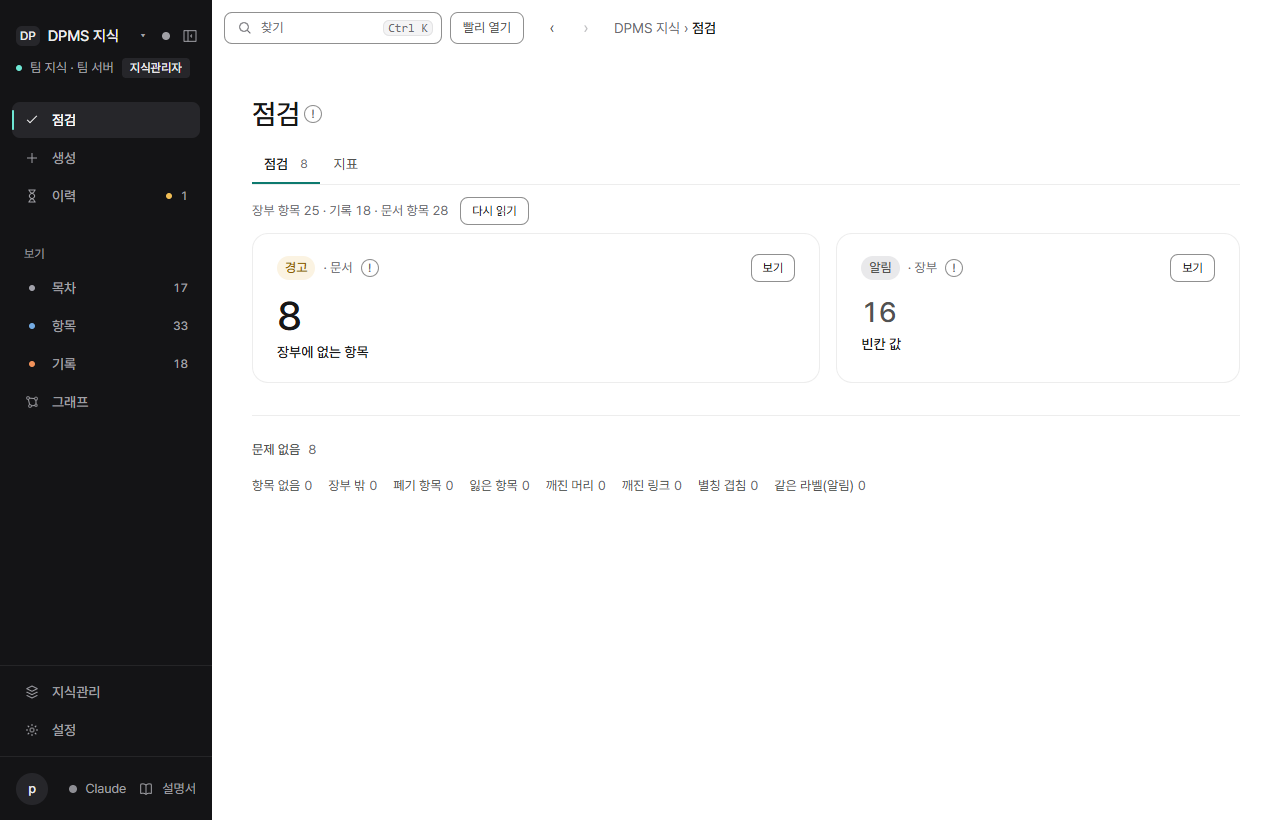 DP DPMS 지식
팀 지식 · 팀 서버 지식관리자
점검
생성
이력 1
보기
목차 17
항목 33
기록 18
그래프
지식관리
설정
p Claude 설명서
찾기 Ctrl K 빨리 열기 ‹ › DPMS 지식 › 점검
점검 !
점검 8 지표
장부 항목 25 · 기록 18 · 문서 항목 28 다시 읽기
경고 · 문서 ! 보기
8
장부에 없는 항목
알림 · 장부 ! 보기
16
빈칸 값
문제 없음 8
항목 없음 0 장부 밖 0 폐기 항목 0 잃은 항목 0 깨진 머리 0 깨진 링크 0 별칭 겹침 0 같은 라벨(알림) 0